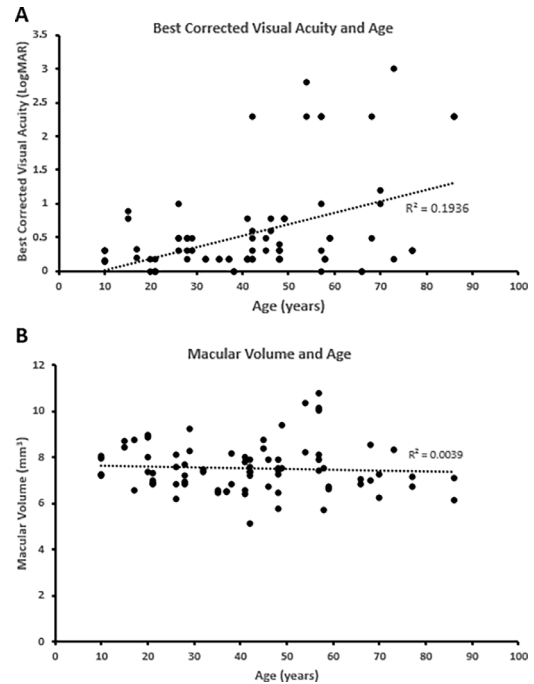 A
Best Corrected Visual Acuity and Age
Best Corrected Visual Acuity (LogMAR)
3.5
3
2.5
2
1.5
1
0.5
0
R² = 0.1936
0 10 20 30 40 50 60 70 80 90 100
Age (years)
B
Macular Volume and Age
Macular Volume (mm³)
12
10
8
6
4
2
0
R² = 0.0039
0 10 20 30 40 50 60 70 80 90 100
Age (years)